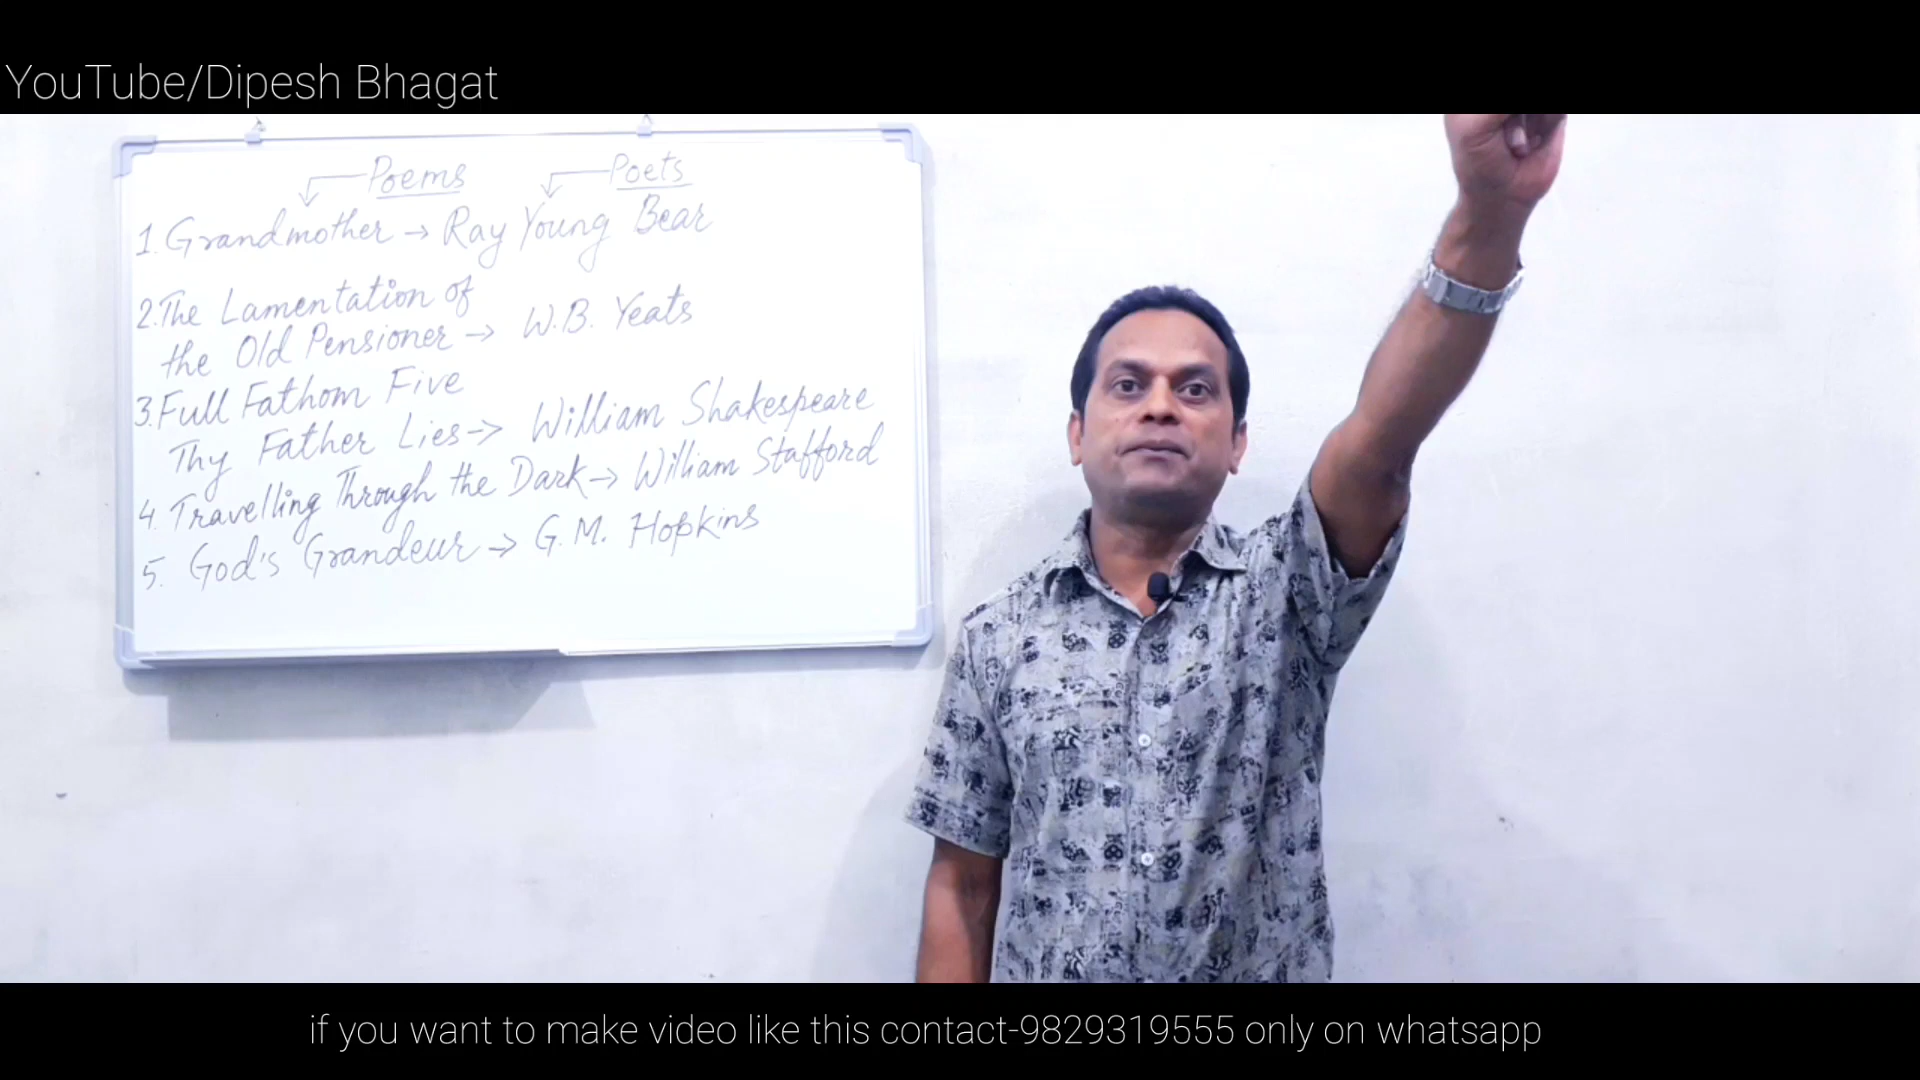 YouTube/Dipesh Bhagat
Poems Poets
1. Grandmother → Ray Young Bear
2. The Lamentation of
the Old Pensioner → W.B. Yeats
3. Full Fathom Five
Thy Father Lies → William Shakespeare
4. Travelling Through the Dark → William Stafford
5. God's Grandeur → G.M. Hopkins
if you want to make video like this contact-9829319555 only on whatsapp